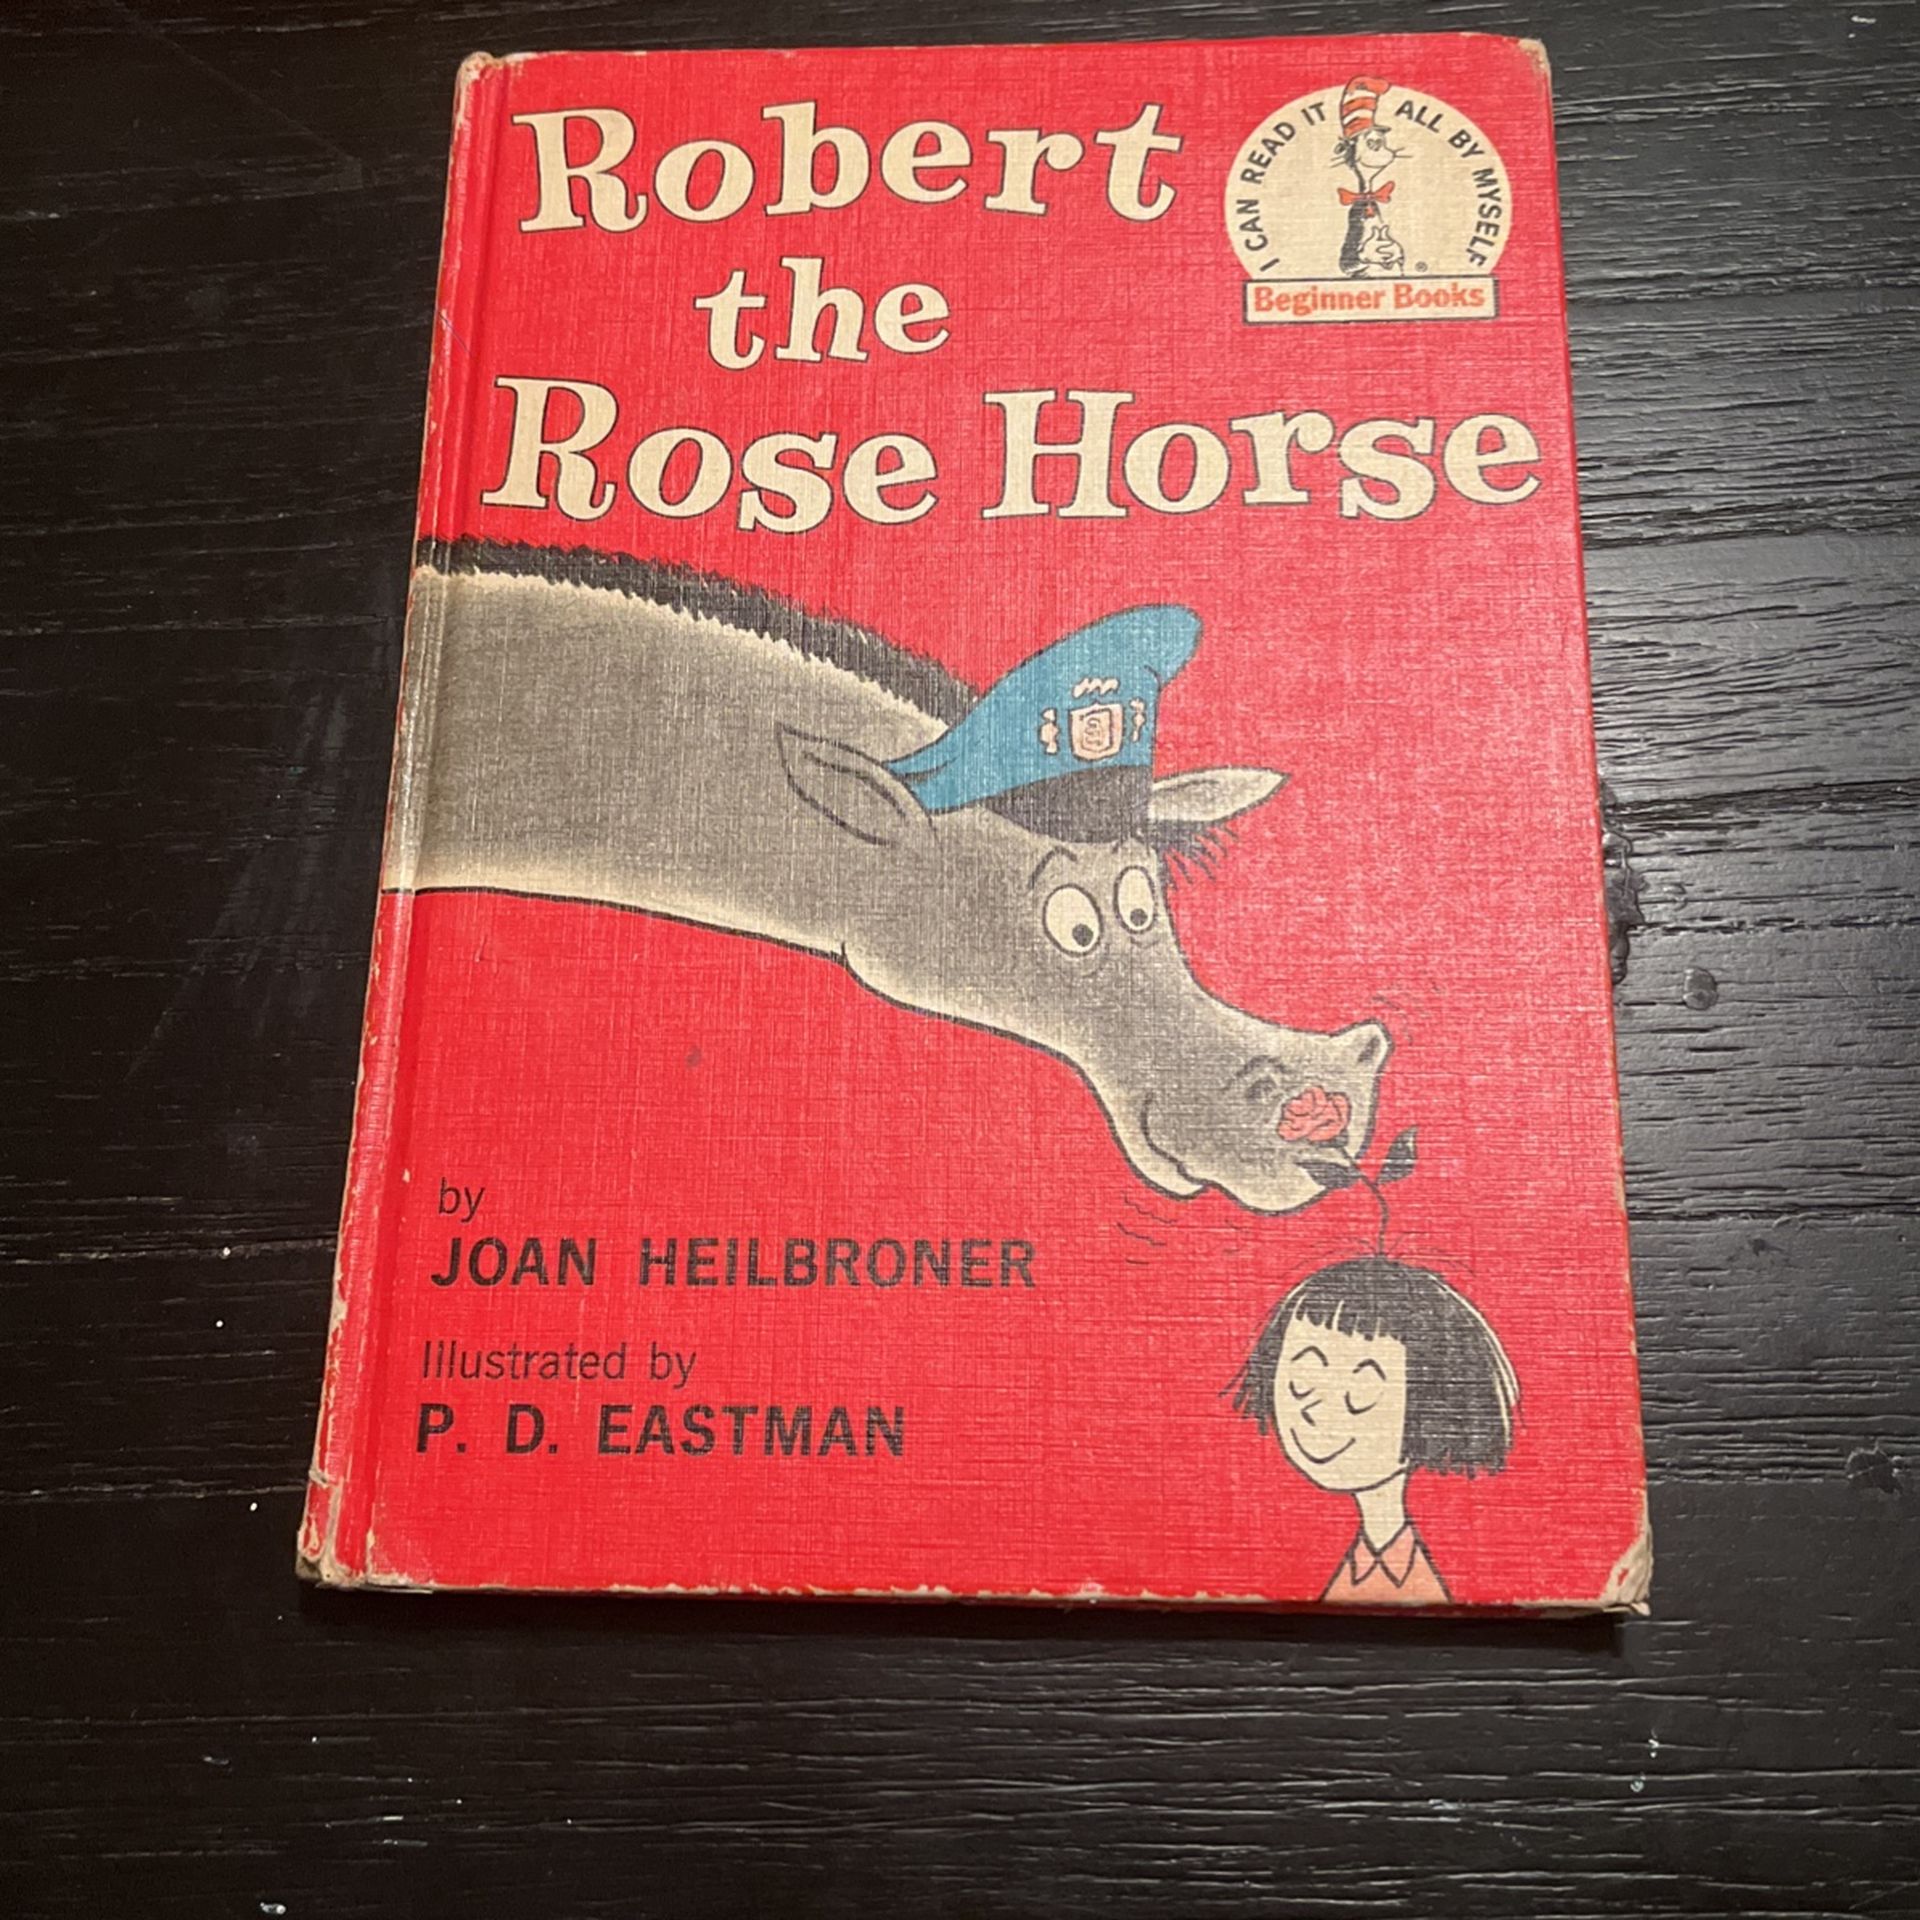 Robert
the
Rose Horse
I CAN READ IT ALL BY MYSELF
®
Beginner Books
by
JOAN HEILBRONER
Illustrated by
P. D. EASTMAN